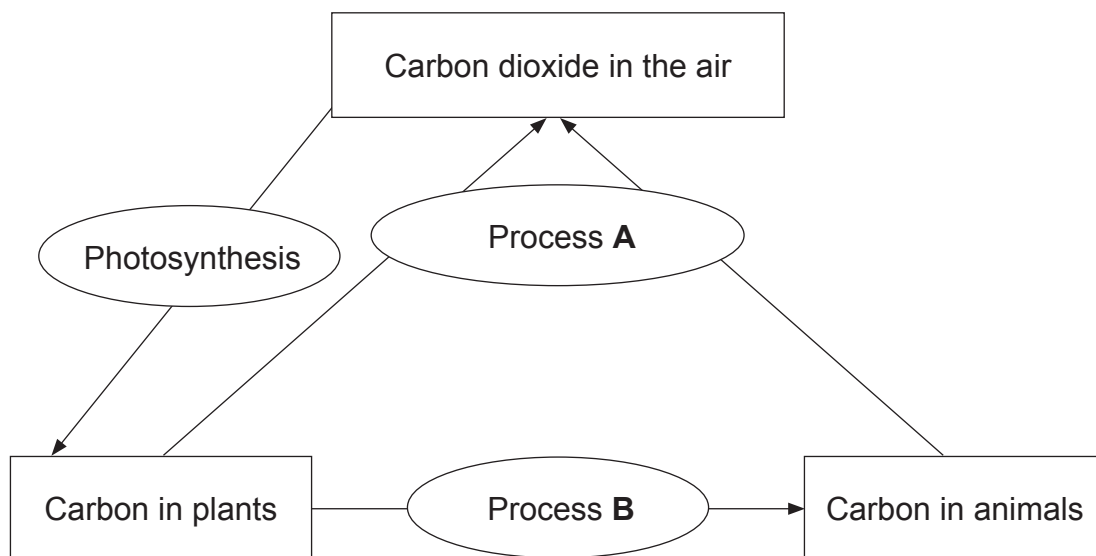 Carbon dioxide in the air
Photosynthesis
Process A
Carbon in plants
Process B
Carbon in animals